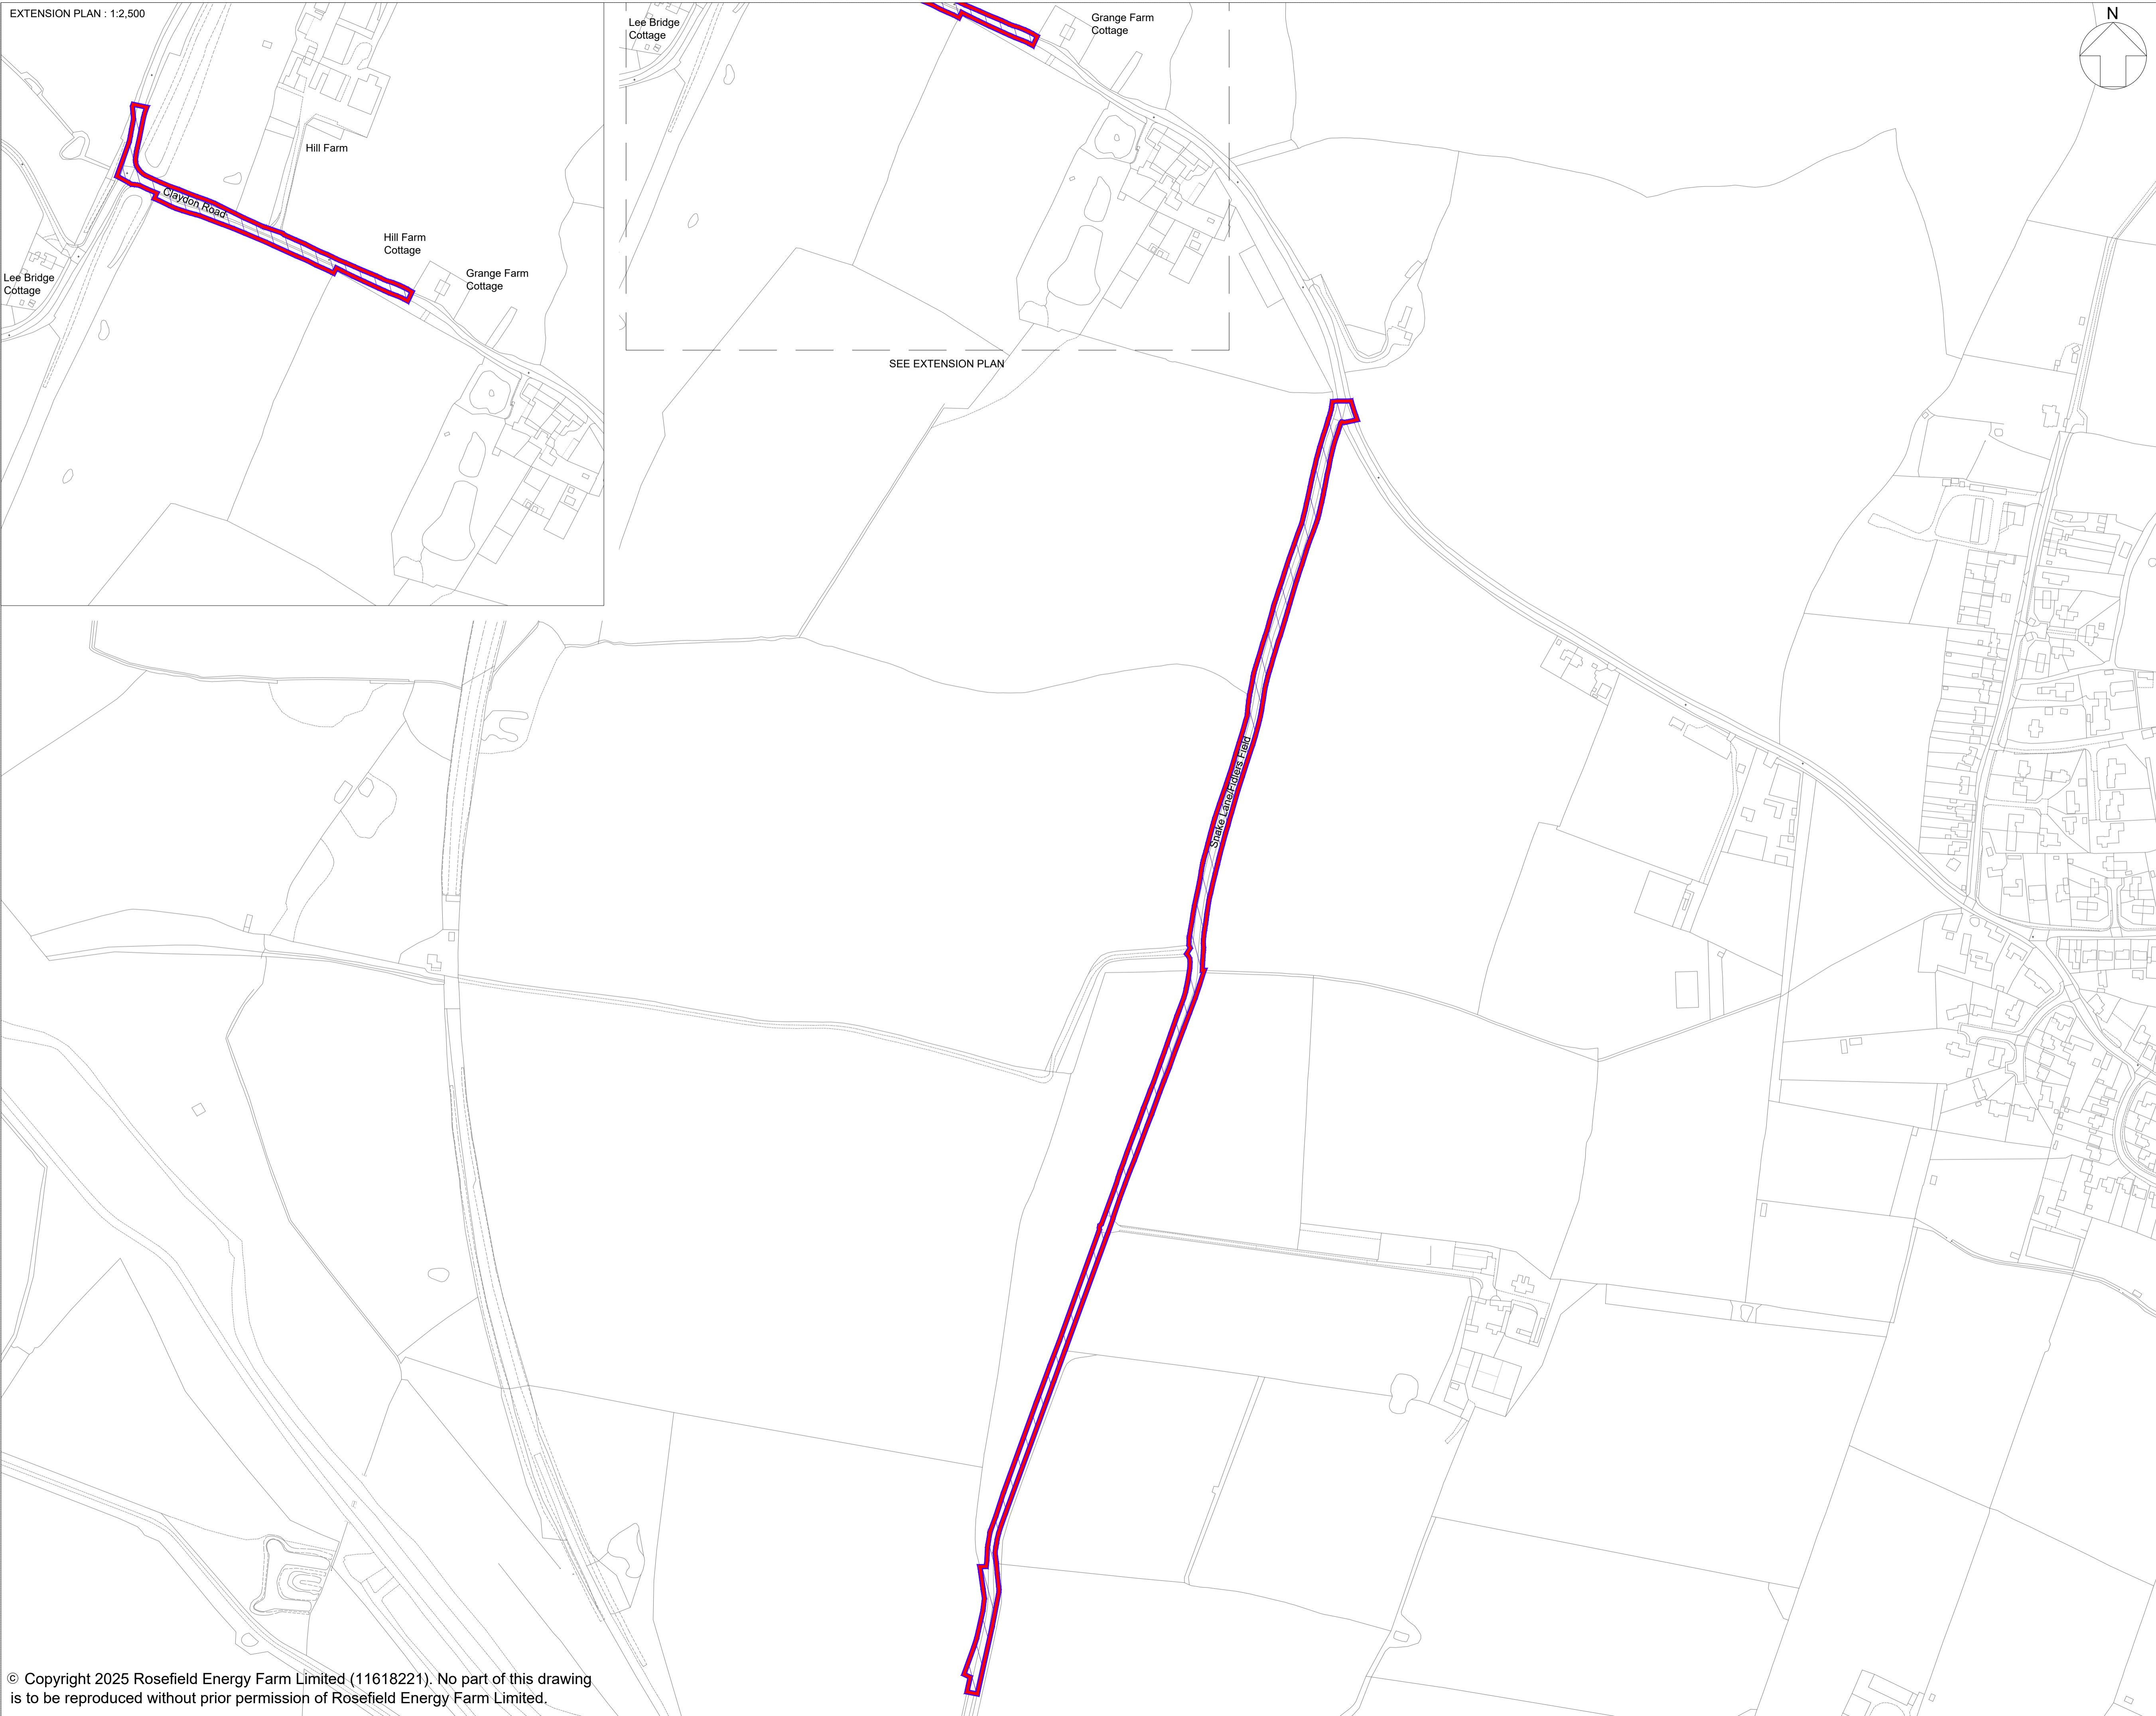 EXTENSION PLAN : 1:2,500
Hill Farm
Claydon Road
Hill Farm
Cottage
Grange Farm
Cottage
Lee Bridge
Cottage
Lee Bridge
Cottage
Grange Farm
Cottage
N
SEE EXTENSION PLAN
Snake Lane/Fidlers Field
© Copyright 2025 Rosefield Energy Farm Limited (11618221). No part of this drawing
is to be reproduced without prior permission of Rosefield Energy Farm Limited.